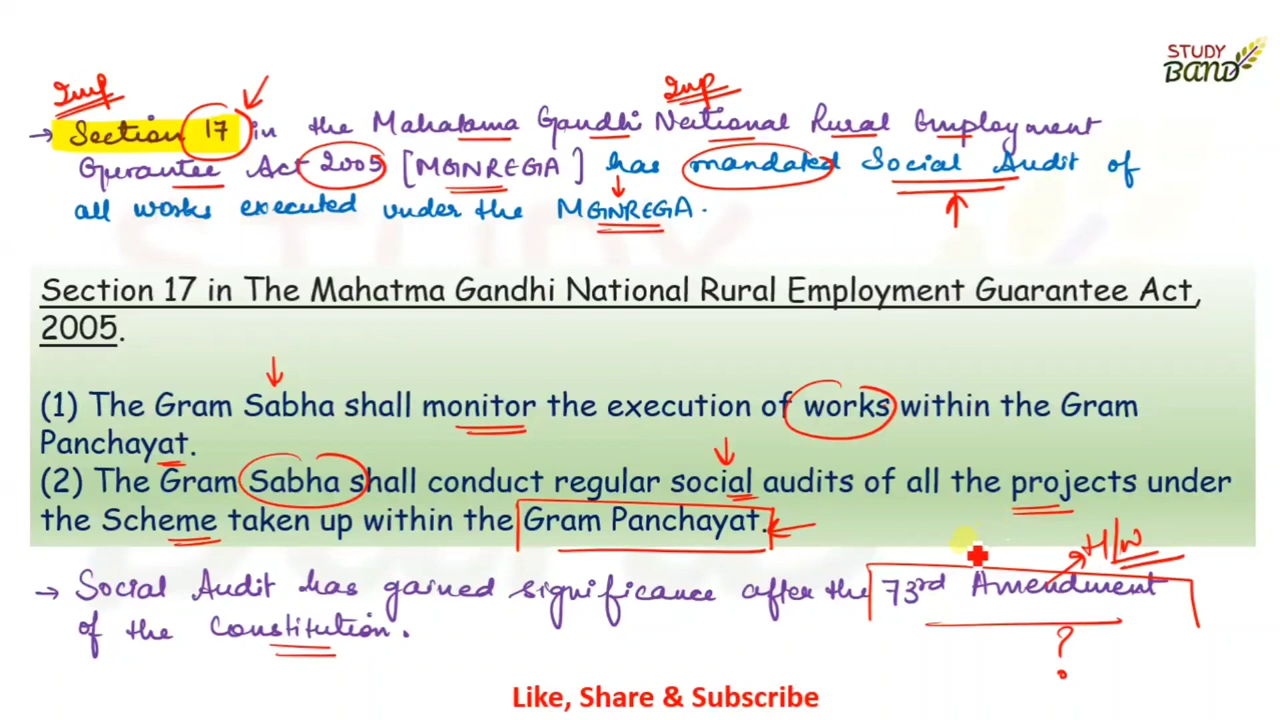 STUDY
BAND
Imp
Imp
→ Section 17 in the Mahatama Gandhi National Rural Employment
Gurantee Act 2005 [MGNREGA] has mandated Social Audit of
all works executed under the MGNREGA.
Section 17 in The Mahatma Gandhi National Rural Employment Guarantee Act,
2005.
(1) The Gram Sabha shall monitor the execution of works within the Gram
Panchayat.
(2) The Gram Sabha shall conduct regular social audits of all the projects under
the Scheme taken up within the Gram Panchayat.
H/W
→ Social Audit has gained significance after the 73rd Amendment
of the Constitution.
?
Like, Share & Subscribe